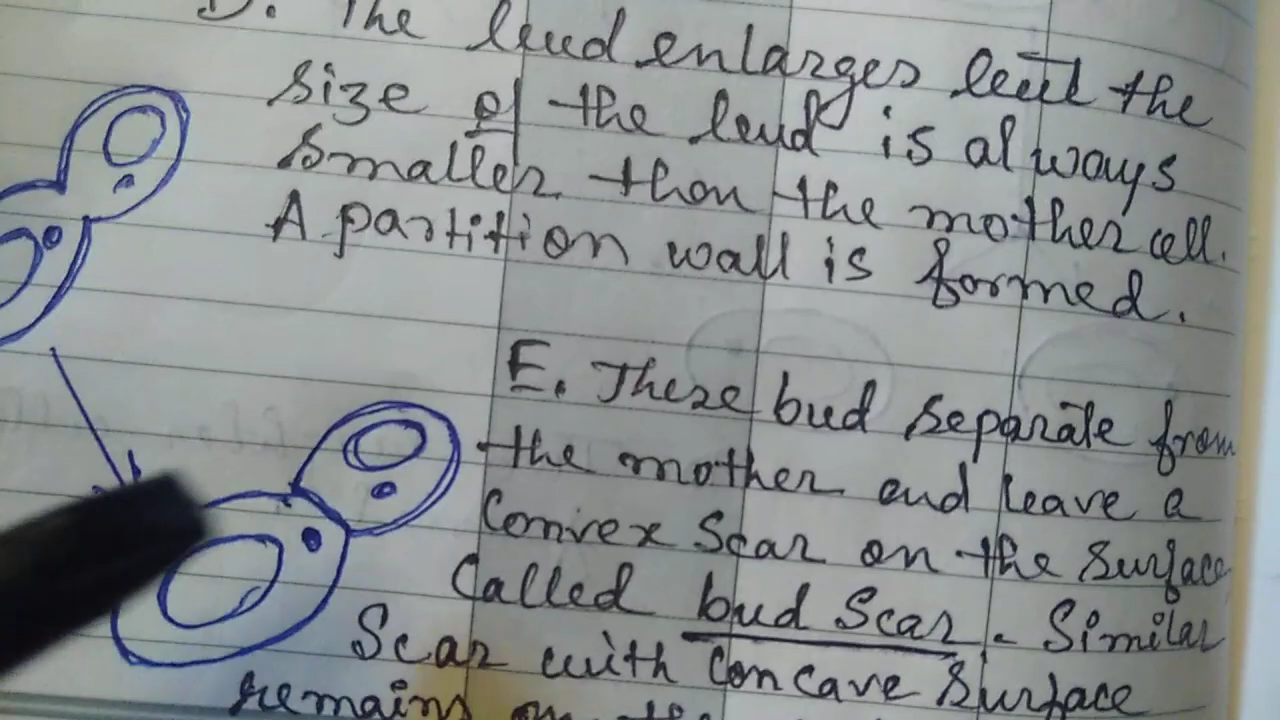 D. The bud enlarges but the
size of the bud is always
smaller than the mother cell.
A partition wall is formed.
E. These bud separate from
the mother and leave a
Convex Scar on the surface
Called bud Scar. Similar
Scar with Concave Surface
remains on the